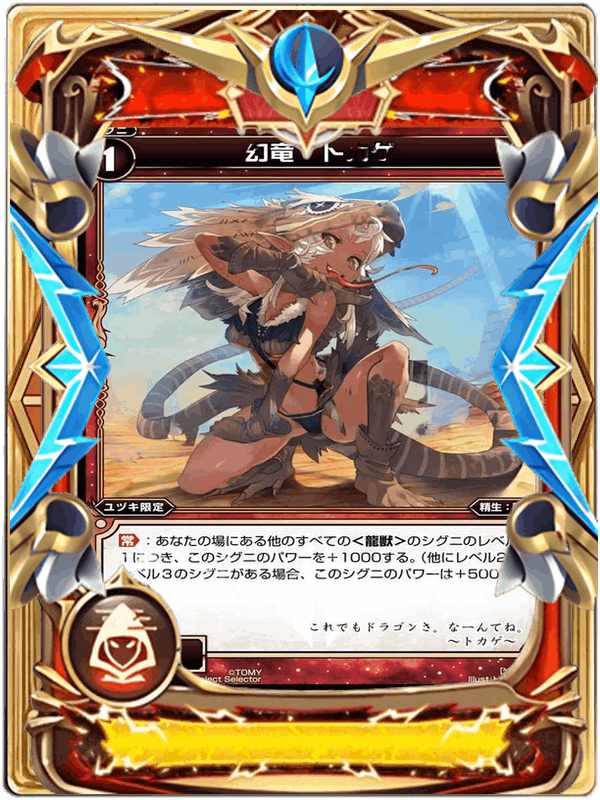 1
幻竜 トカゲ
ユヅキ限定
精生:
常:あなたの場にある他のすべての<龍獣>のシグニのレベ
1につき、このシグニのパワーを+1000する。(他にレベル2
ベル3のシグニがある場合、このシグニのパワーは+500
これでもドラゴンさ。なーんてね。
〜トカゲ〜
©TOMY
lect Selector
Illust: